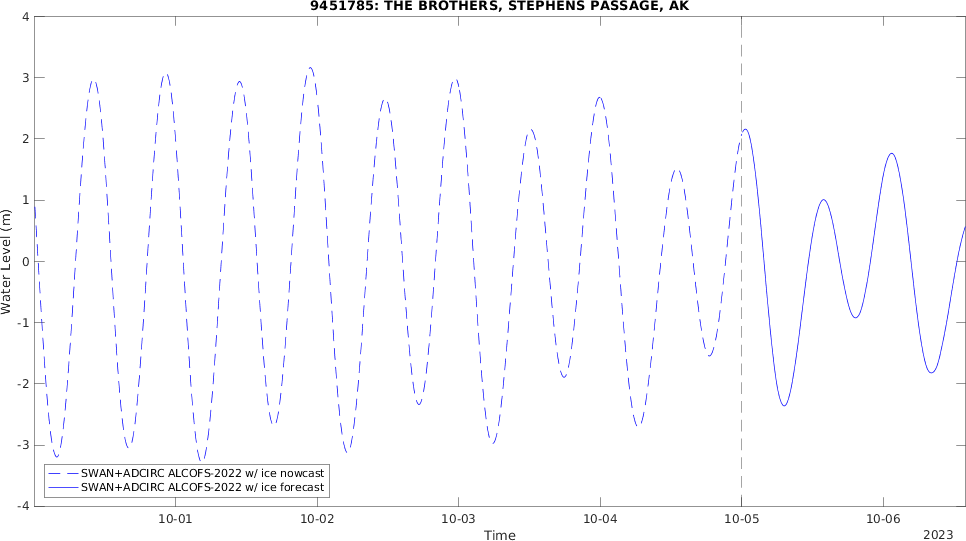 9451785: THE BROTHERS, STEPHENS PASSAGE, AK
4
3
2
1
0
-1
-2
-3
-4
Water Level (m)
SWAN+ADCIRC ALCOFS-2022 w/ ice nowcast
SWAN+ADCIRC ALCOFS-2022 w/ ice forecast
10-01 10-02 10-03 10-04 10-05 10-06
Time
2023